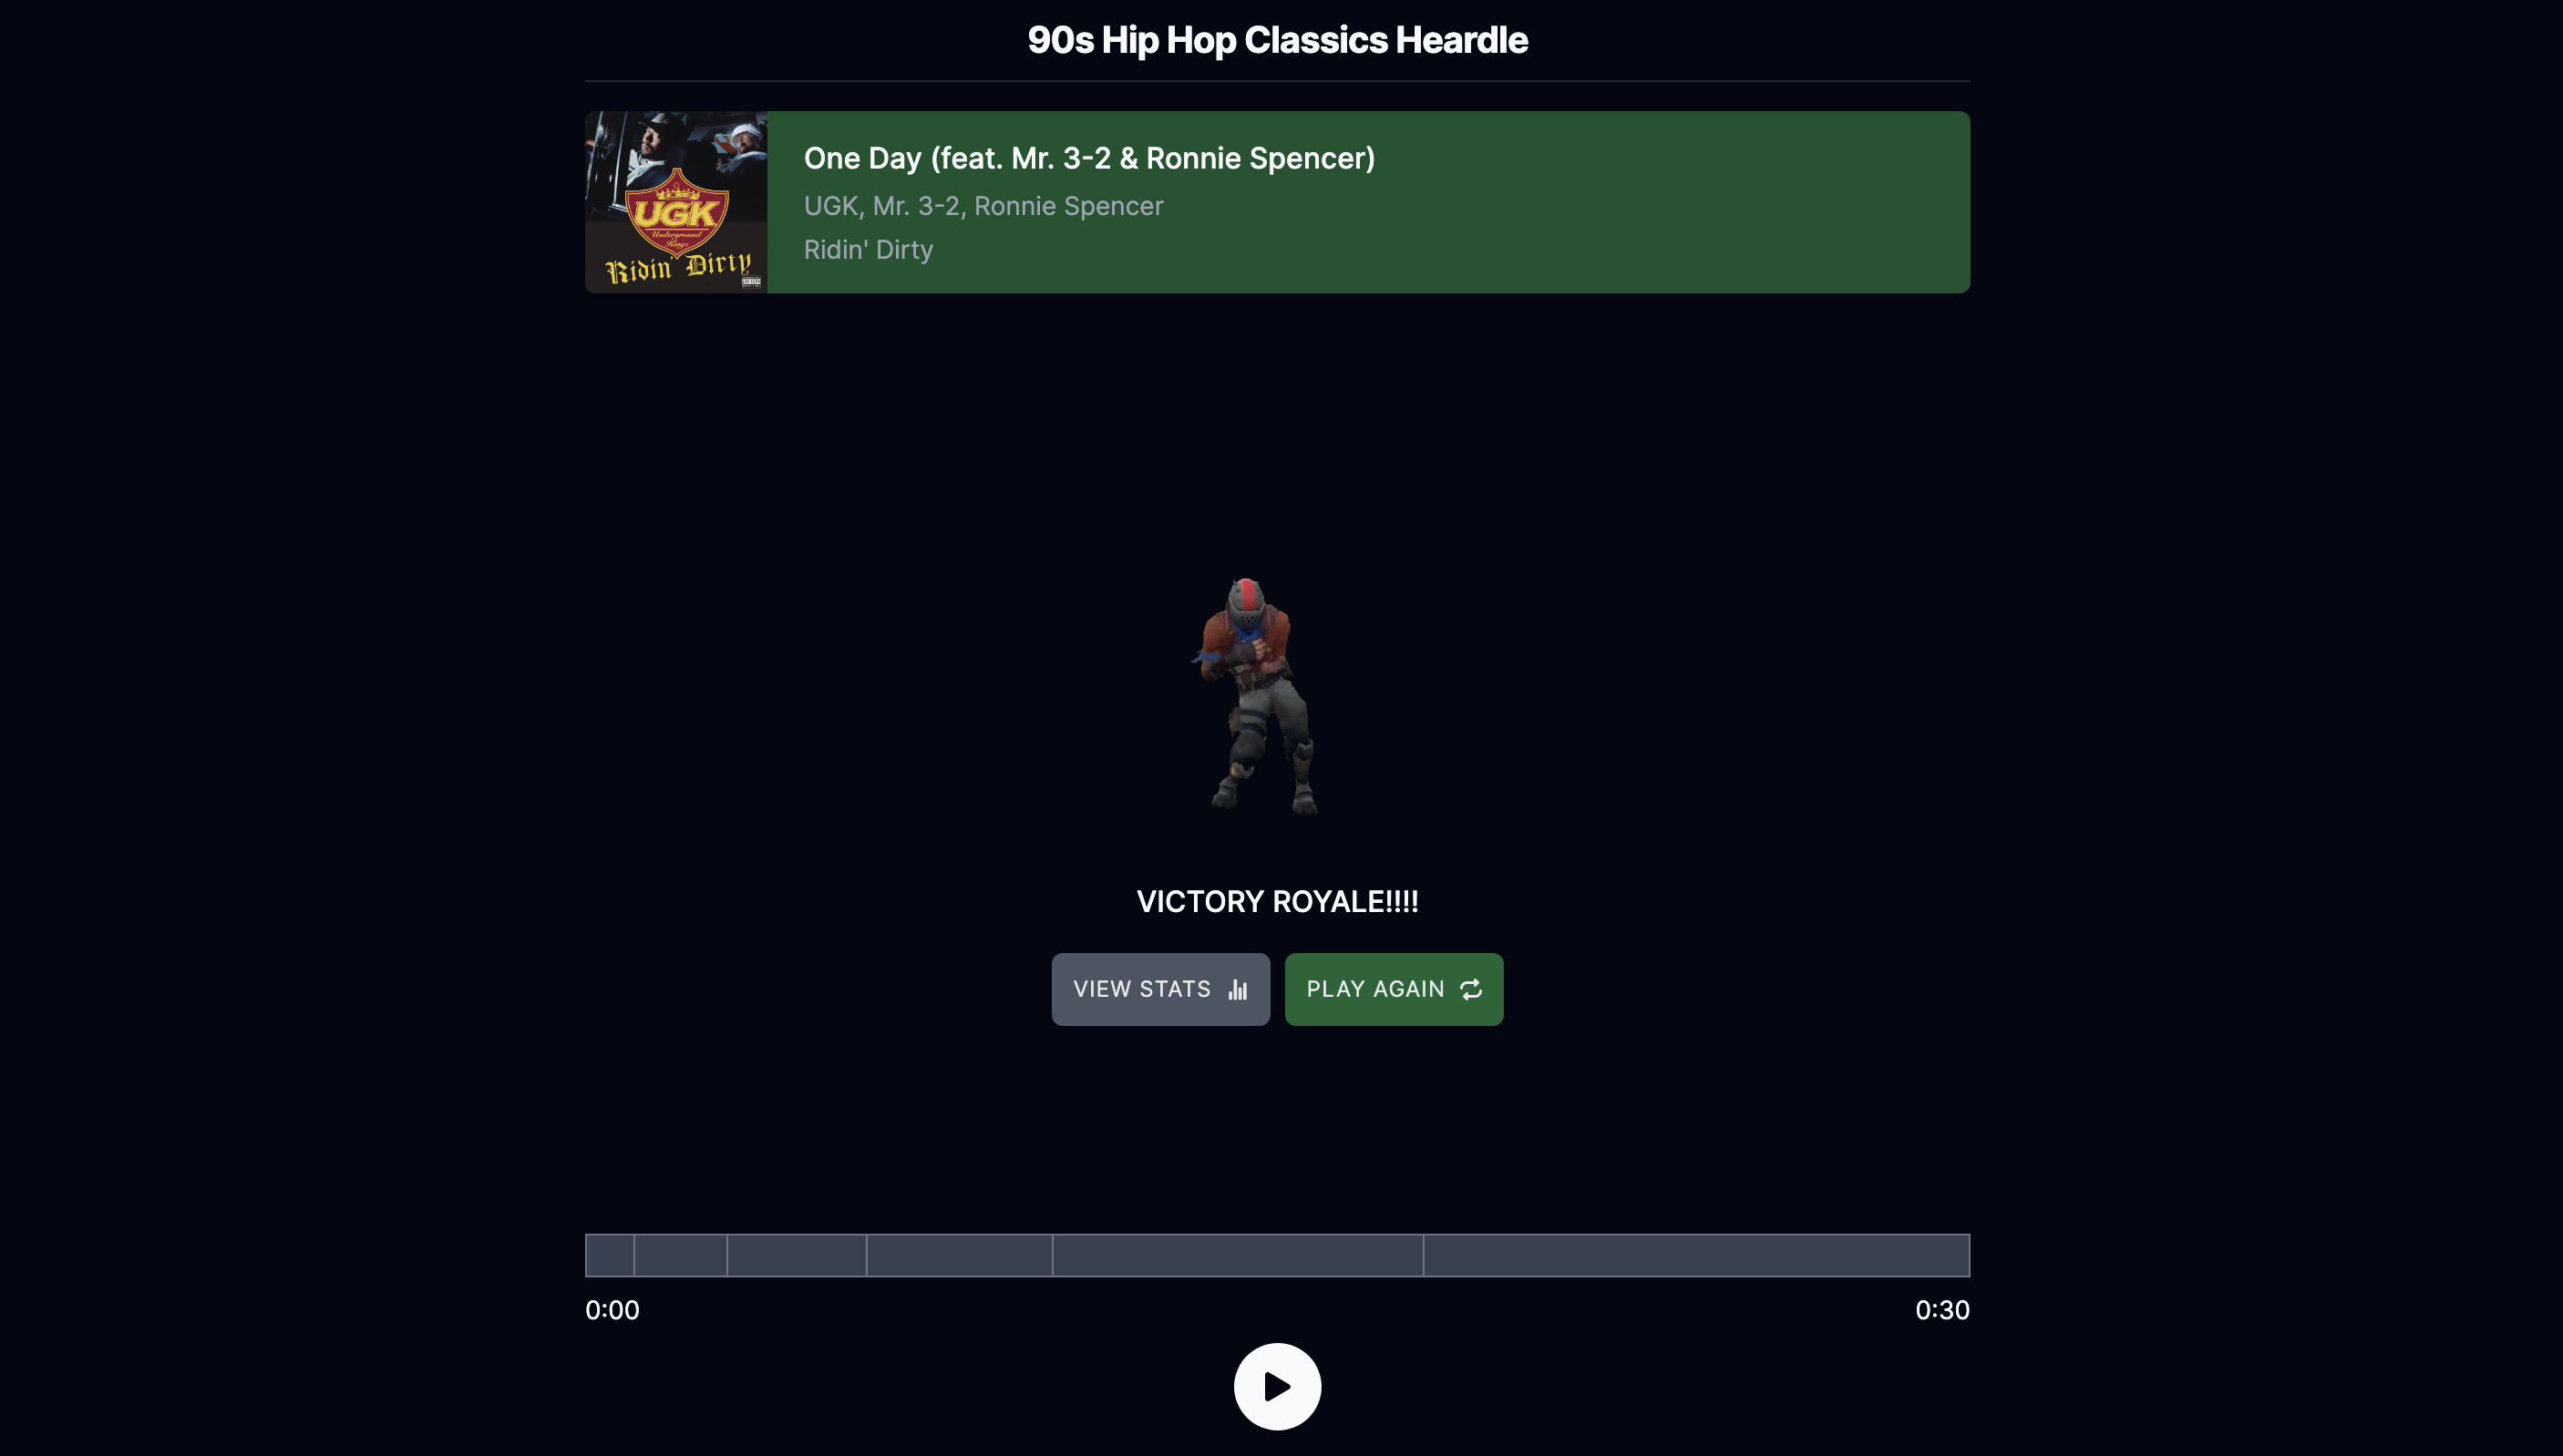 90s Hip Hop Classics Heardle
One Day (feat. Mr. 3-2 & Ronnie Spencer)
UGK, Mr. 3-2, Ronnie Spencer
Ridin' Dirty
UGK
Underground
Kingz
Ridin' Dirty
VICTORY ROYALE!!!!
VIEW STATS
PLAY AGAIN
0:00
0:30